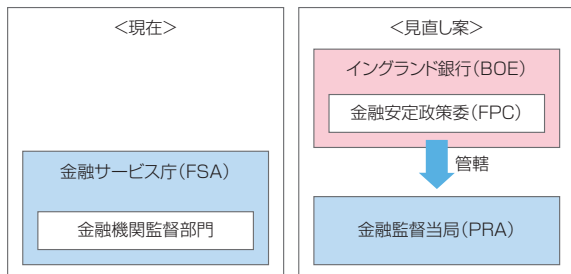 <現在>
金融サービス庁(FSA)
金融機関監督部門
<見直し案>
イングランド銀行(BOE)
金融安定政策委(FPC)
管轄
金融監督当局(PRA)